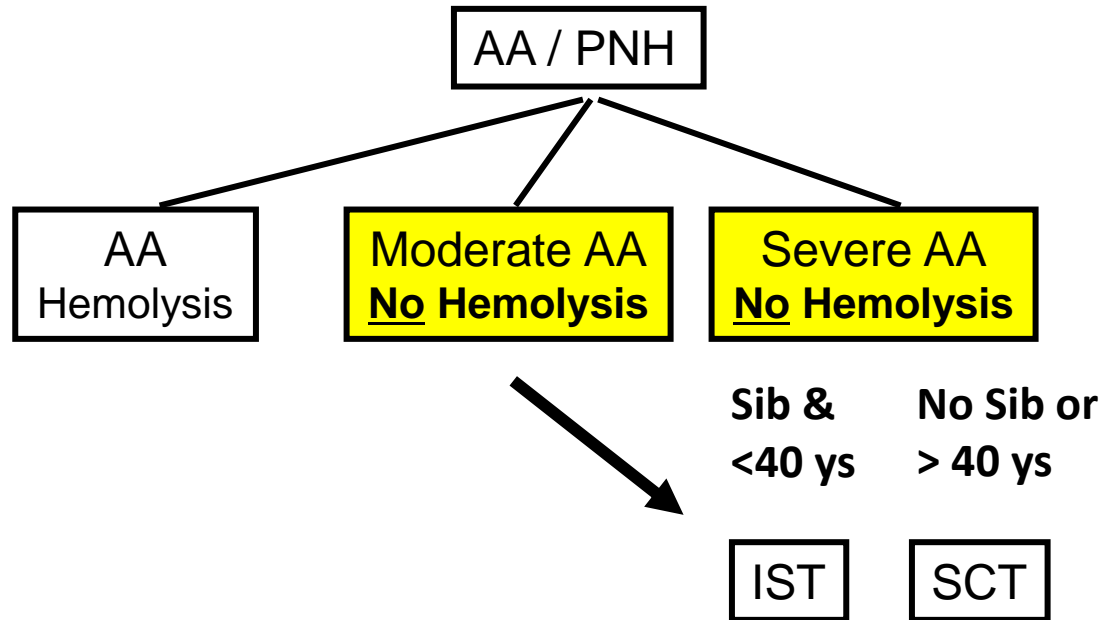 AA / PNH
AA
Hemolysis
Moderate AA
No Hemolysis
Severe AA
No Hemolysis
Sib &
<40 ys
No Sib or
> 40 ys
IST
SCT